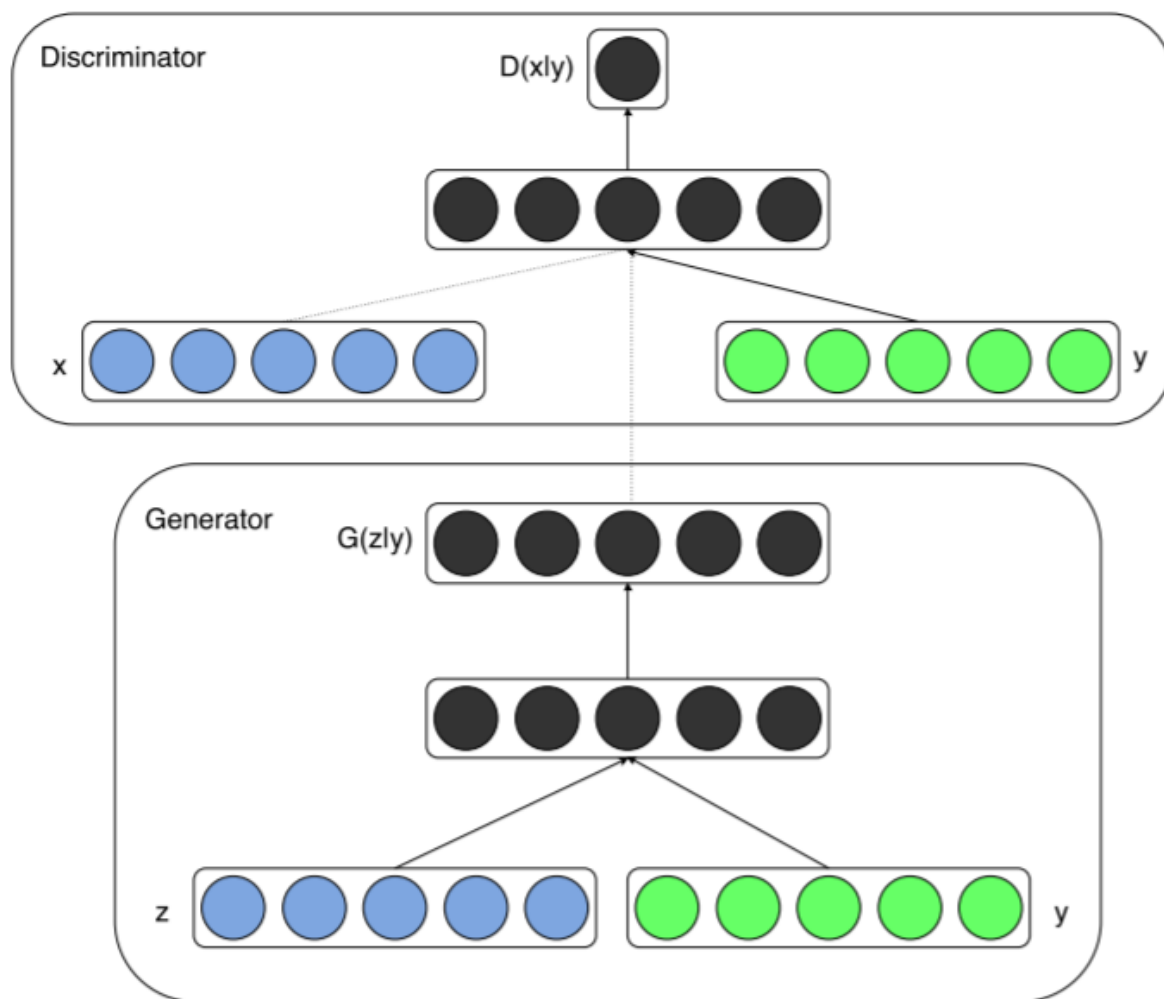 Discriminator
D(x|y)
x
y
Generator
G(z|y)
z
y